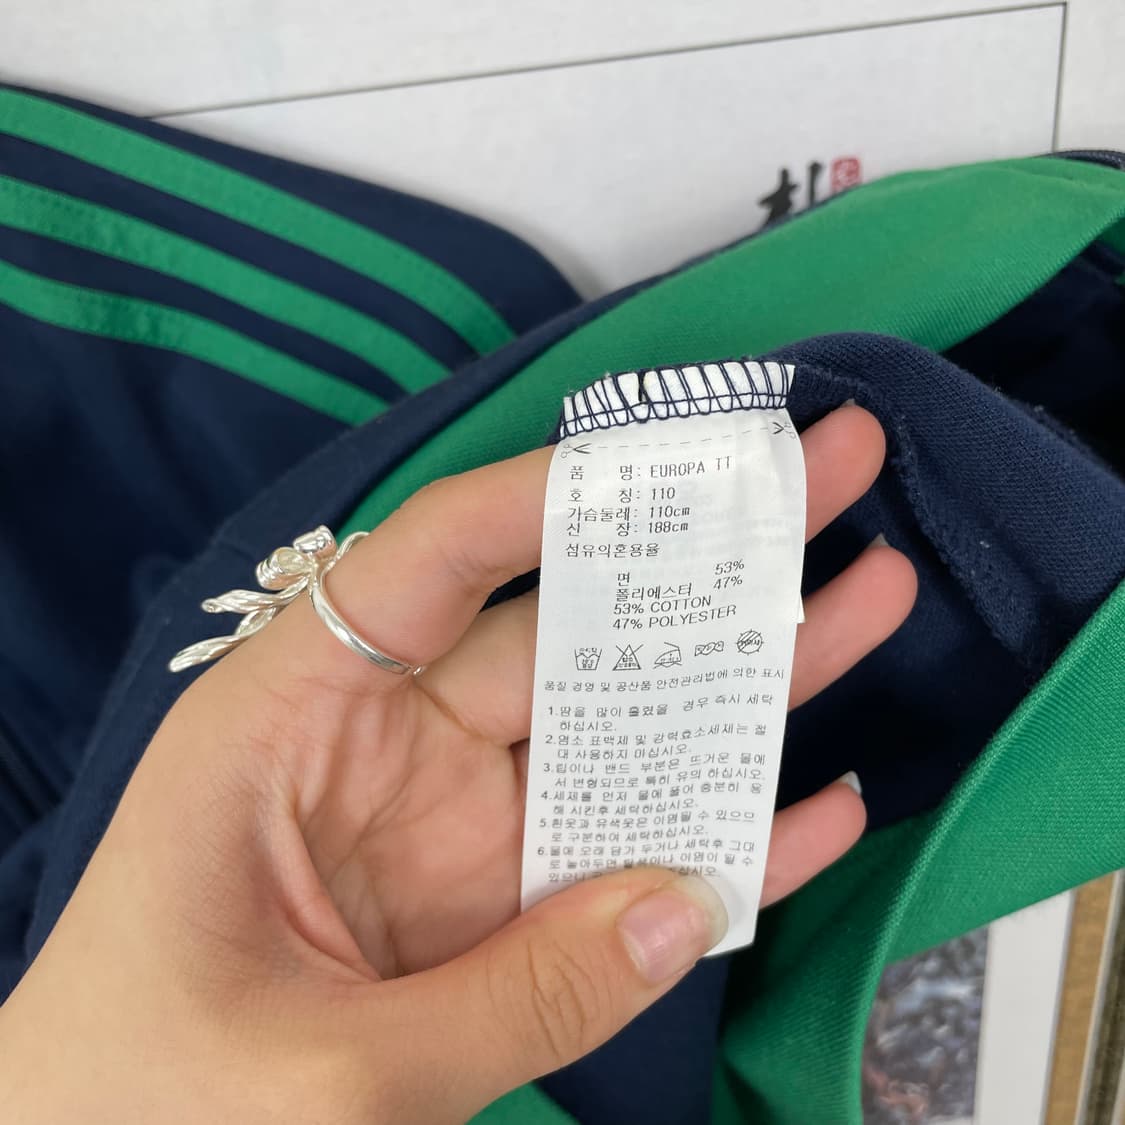 품 명: EUROPA TT
호 칭: 110
가슴둘레: 110cm
신 장: 188cm
섬유의혼용율
면 53%
폴리에스터 47%
53% COTTON
47% POLYESTER
품질 경영 및 공산품 안전관리법에 의한 표시
1.땀을 많이 흘렸을 경우 즉시 세탁
하십시오.
2.염소 표백제 및 강력효소세제는 절
대 사용하지 마십시오.
3.립이나 밴드 부분은 뜨거운 물에
서 변형되므로 특히 유의 하십시오.
4.세제를 먼저 물에 풀어 충분히 용
해 시킨후 세탁하십시오.
5.흰옷과 유색옷은 이염될 수 있으므
로 구분하여 세탁하십시오.
6.물에 오래 담가 두거나 세탁후 그대
로 놓아두면 탈색이나 이염이 될 수
있으니